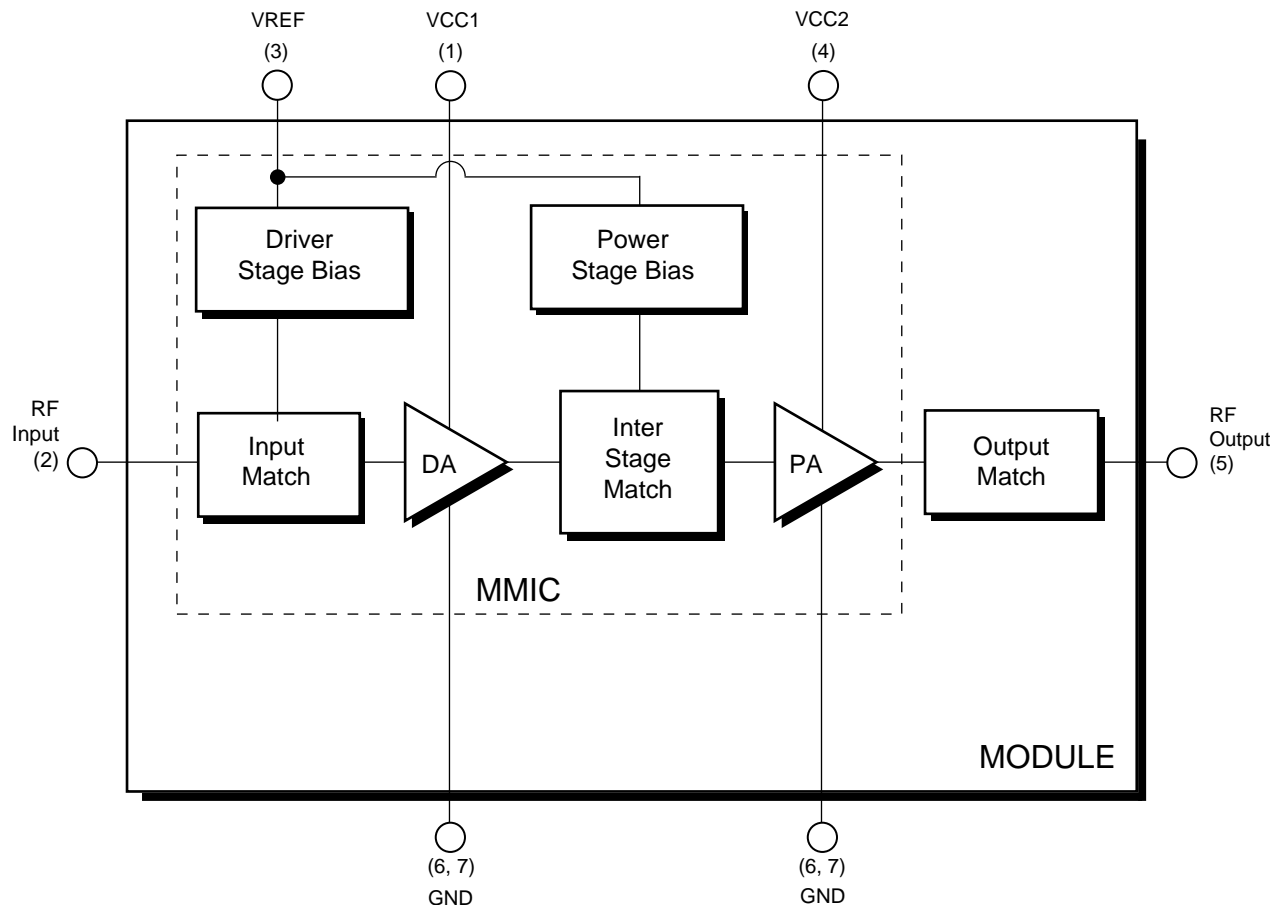 VREF
(3)
VCC1
(1)
VCC2
(4)
Driver
Stage Bias
Power
Stage Bias
RF
Input
(2)
Input
Match
DA
Inter
Stage
Match
PA
Output
Match
RF
Output
(5)
MMIC
MODULE
(6, 7)
GND
(6, 7)
GND